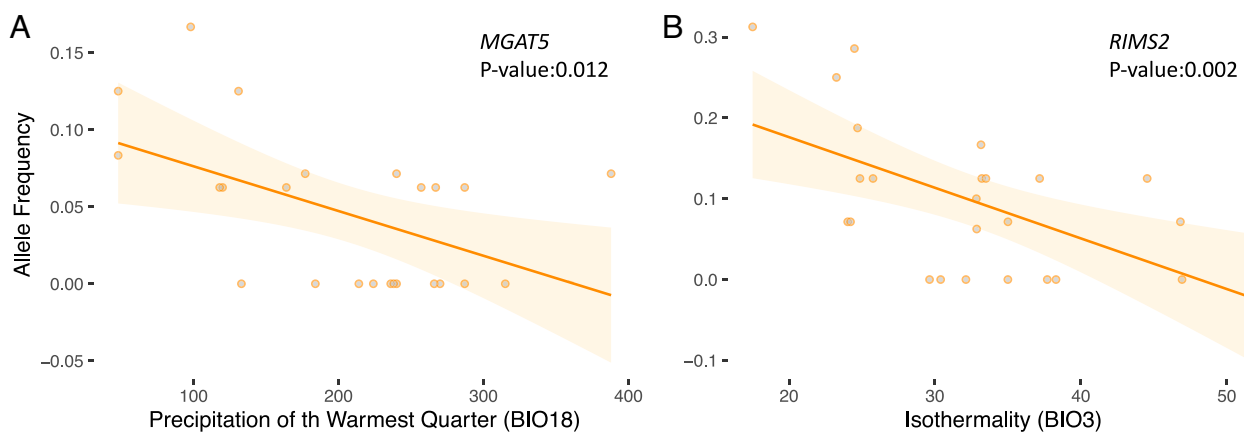 A
MGAT5
P-value:0.012
0.15
0.10
0.05
0.00
−0.05
Allele Frequency
100
200
300
400
Precipitation of th Warmest Quarter (BIO18)
B
RIMS2
P-value:0.002
0.3
0.2
0.1
0.0
−0.1
20
30
40
50
Isothermality (BIO3)